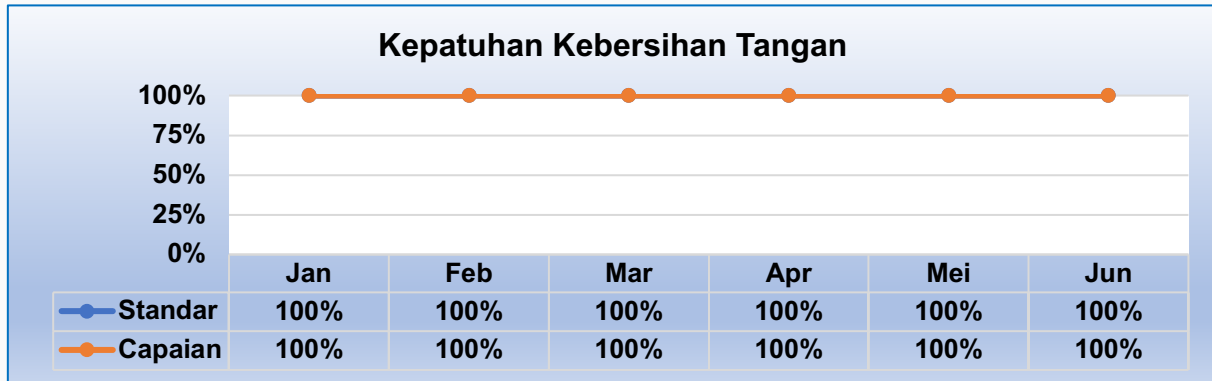 Kepatuhan Kebersihan Tangan
100%
75%
50%
25%
0%
Jan Feb Mar Apr Mei Jun
Standar 100% 100% 100% 100% 100% 100%
Capaian 100% 100% 100% 100% 100% 100%